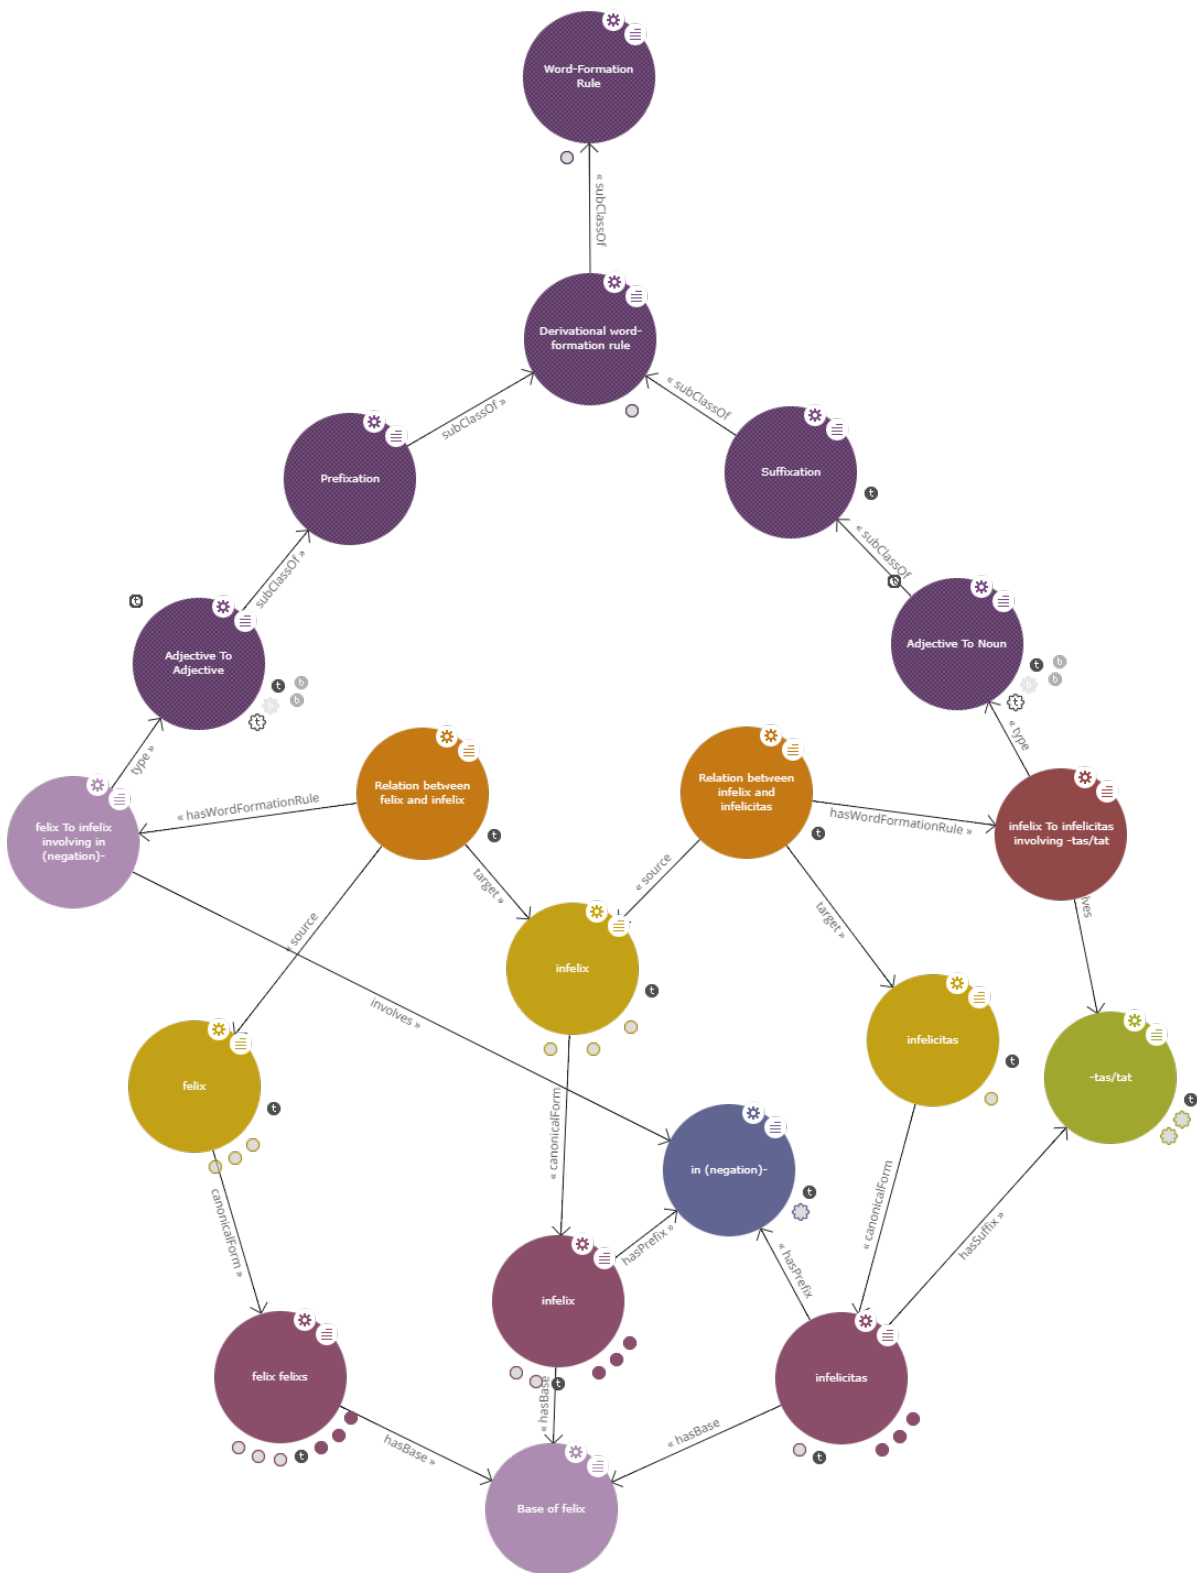 Word-Formation
Rule
« subClassOf
Derivational word-
formation rule
subClassOf »
« subClassOf
Prefixation
Suffixation
subClassOf »
« subClassOf
Adjective To
Adjective
Adjective To Noun
type »
« type
Relation between
felix and infelix
Relation between
infelix and
infelicitas
« hasWordFormationRule
hasWordFormationRule »
felix To infelix
involving in
(negation)-
infelix To infelicitas
involving -tas/tat
« source
target »
« source
target »
lves
infelix
involves »
infelicitas
felix
-tas/tat
« canonicalForm
in (negation)-
canonicalForm »
« canonicalForm
hasPrefix »
« hasPrefix
hasSuffix »
infelix
felix felixs
infelicitas
hasBase »
« hasBase
« hasBase
Base of felix